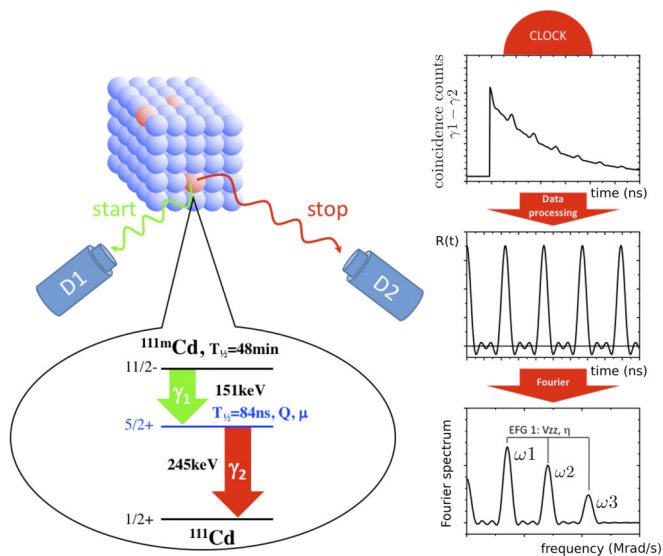 start
stop
D1
D2
111mCd, T½=48min
11/2-
γ1
151keV
T½=84ns, Q, μ
5/2+
245keV
γ2
1/2+
111Cd
CLOCK
coincidence counts
γ1 − γ2
time (ns)
Data
processing
R(t)
time (ns)
Fourier
EFG 1: Vzz, η
ω1
ω2
ω3
Fourier spectrum
frequency (Mrad/s)